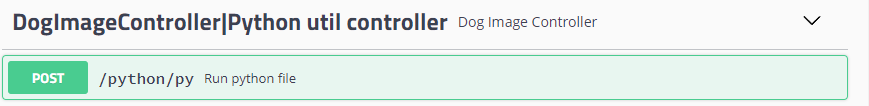 DogImageController|Python util controller Dog Image Controller
POST /python/py Run python file